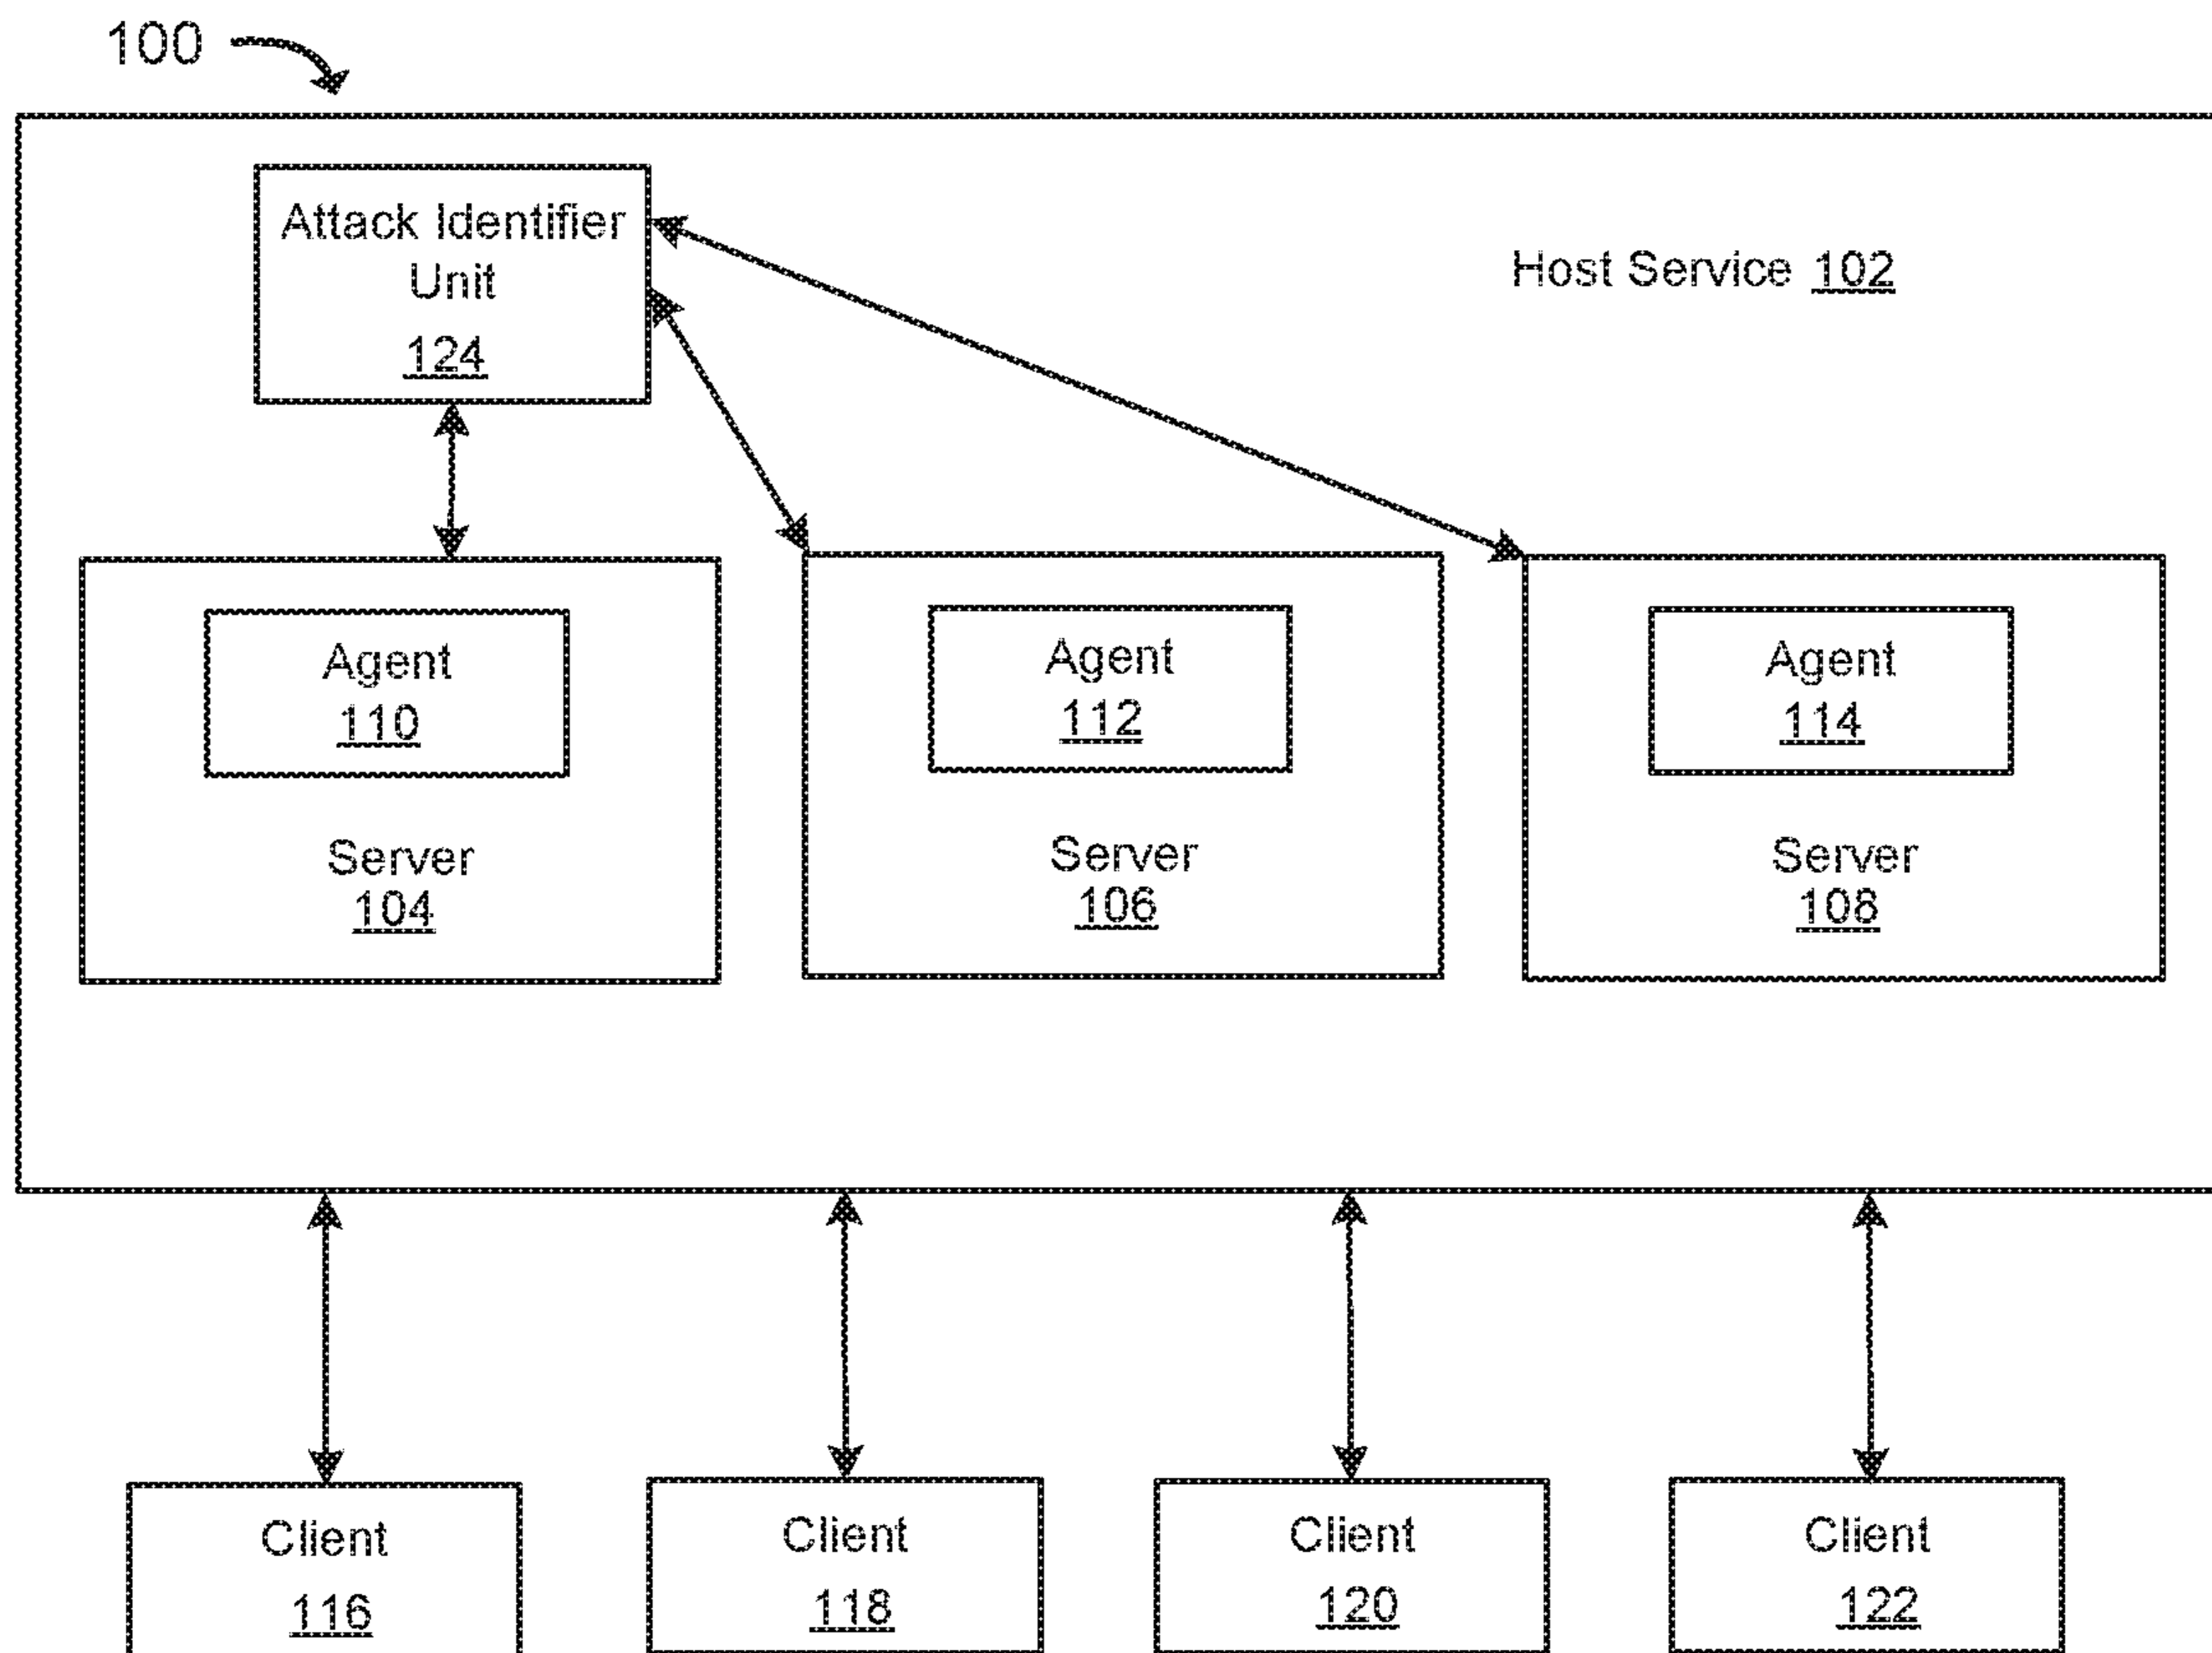 100
Attack Identifier
Unit
124
Host Service 102
Agent
110
Server
104
Agent
112
Server
106
Agent
114
Server
108
Client
116
Client
118
Client
120
Client
122